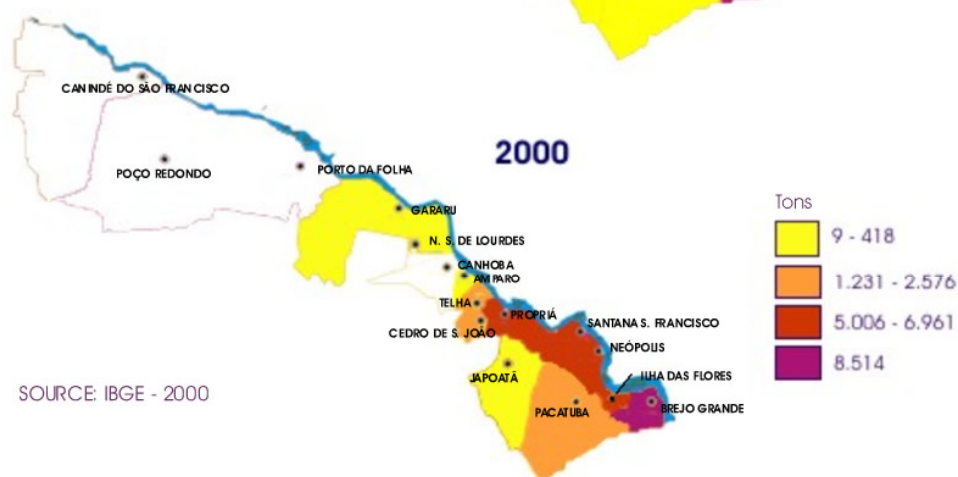 CANINDÉ DO SÃO FRANCISCO
2000
POÇO REDONDO
PORTO DA FOLHA
GARARU
N. S. DE LOURDES
CANHOBA
AMPARO
TELHA
PROPRIÁ
CEDRO DE S. JOÃO
SANTANA S. FRANCISCO
NEÓPOLIS
JAPOATÃ
ILHA DAS FLORES
PACATUBA
BREJO GRANDE
Tons
9 - 418
1.231 - 2.576
5.006 - 6.961
8.514
SOURCE: IBGE - 2000